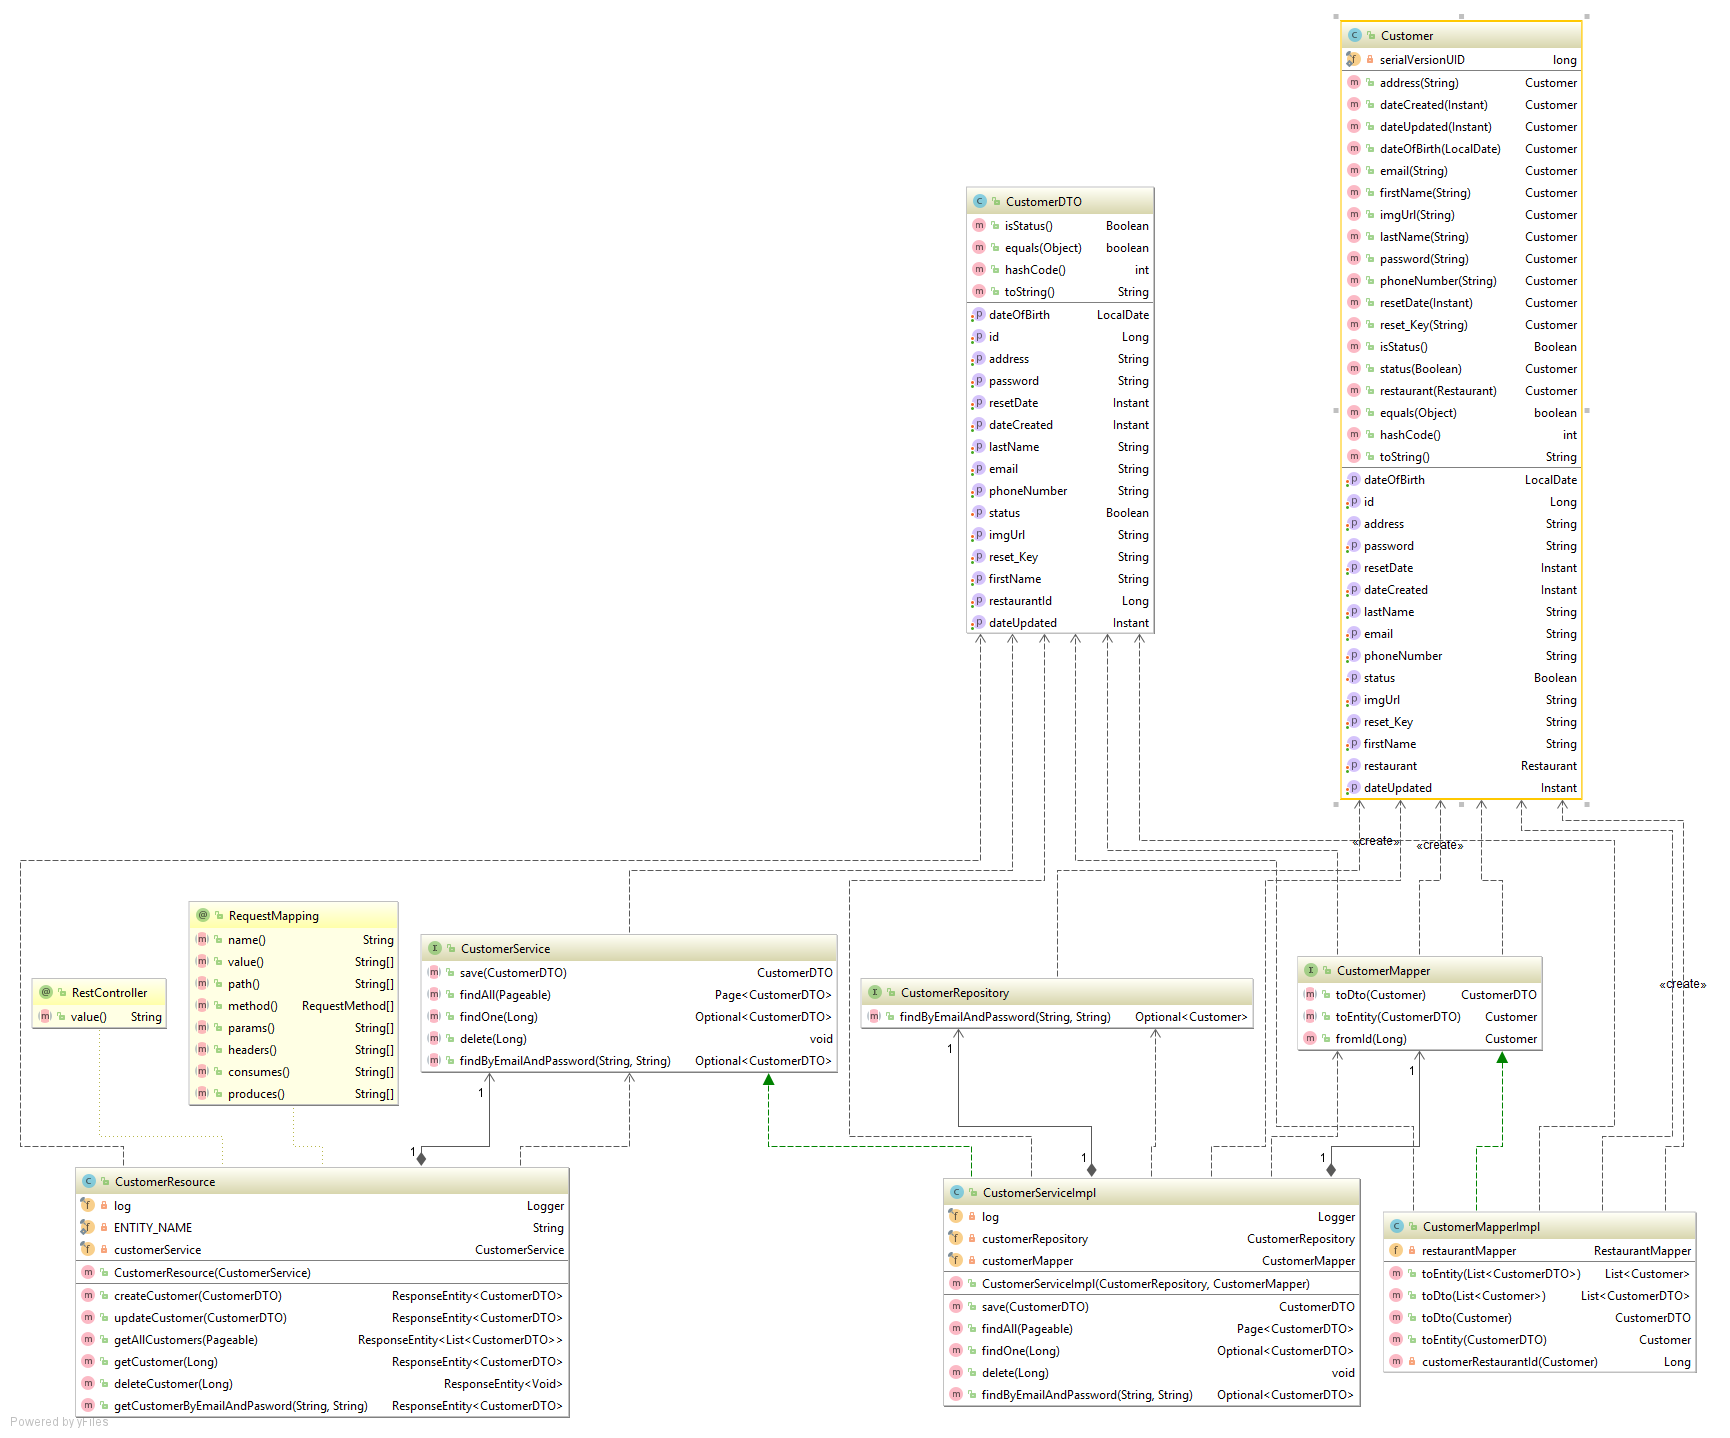 Customer
serialVersionUID long
address(String) Customer
dateCreated(Instant) Customer
dateUpdated(Instant) Customer
dateOfBirth(LocalDate) Customer
email(String) Customer
firstName(String) Customer
imgUrl(String) Customer
lastName(String) Customer
password(String) Customer
phoneNumber(String) Customer
resetDate(Instant) Customer
reset_Key(String) Customer
isStatus() Boolean
status(Boolean) Customer
restaurant(Restaurant) Customer
equals(Object) boolean
hashCode() int
toString() String
dateOfBirth LocalDate
id Long
address String
password String
resetDate Instant
dateCreated Instant
lastName String
email String
phoneNumber String
status Boolean
imgUrl String
reset_Key String
firstName String
restaurant Restaurant
dateUpdated Instant
CustomerDTO
isStatus() Boolean
equals(Object) boolean
hashCode() int
toString() String
dateOfBirth LocalDate
id Long
address String
password String
resetDate Instant
dateCreated Instant
lastName String
email String
phoneNumber String
status Boolean
imgUrl String
reset_Key String
firstName String
restaurantId Long
dateUpdated Instant
«create»
«create»
«create»
RestController
value() String
RequestMapping
name() String
value() String[]
path() String[]
method() RequestMethod[]
params() String[]
headers() String[]
consumes() String[]
produces() String[]
CustomerService
save(CustomerDTO) CustomerDTO
findAll(Pageable) Page<CustomerDTO>
findOne(Long) Optional<CustomerDTO>
delete(Long) void
findByEmailAndPassword(String, String) Optional<CustomerDTO>
CustomerRepository
findByEmailAndPassword(String, String) Optional<Customer>
CustomerMapper
toDto(Customer) CustomerDTO
toEntity(CustomerDTO) Customer
fromId(Long) Customer
1
1
1
1
1
1
CustomerResource
log Logger
ENTITY_NAME String
customerService CustomerService
CustomerResource(CustomerService)
createCustomer(CustomerDTO) ResponseEntity<CustomerDTO>
updateCustomer(CustomerDTO) ResponseEntity<CustomerDTO>
getAllCustomers(Pageable) ResponseEntity<List<CustomerDTO>>
getCustomer(Long) ResponseEntity<CustomerDTO>
deleteCustomer(Long) ResponseEntity<Void>
getCustomerByEmailAndPasword(String, String) ResponseEntity<CustomerDTO>
CustomerServiceImpl
log Logger
customerRepository CustomerRepository
customerMapper CustomerMapper
CustomerServiceImpl(CustomerRepository, CustomerMapper)
save(CustomerDTO) CustomerDTO
findAll(Pageable) Page<CustomerDTO>
findOne(Long) Optional<CustomerDTO>
delete(Long) void
findByEmailAndPassword(String, String) Optional<CustomerDTO>
CustomerMapperImpl
restaurantMapper RestaurantMapper
toEntity(List<CustomerDTO>) List<Customer>
toDto(List<Customer>) List<CustomerDTO>
toDto(Customer) CustomerDTO
toEntity(CustomerDTO) Customer
customerRestaurantId(Customer) Long
Powered by yFiles